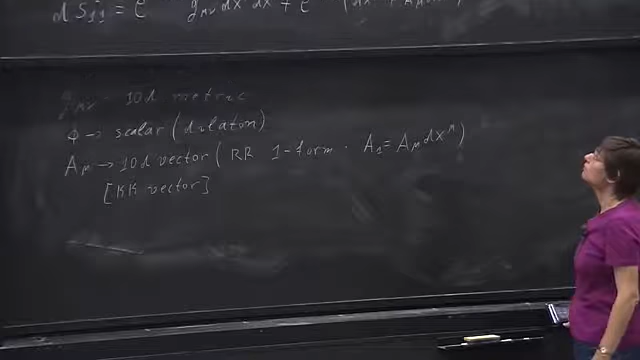 ds²₁₁ = e g_μν dx^μ dx^ν + e (dx + A_μ
g_μν → 10d metric
Φ → scalar (dilaton)
A_μ → 10d vector ( RR 1-form · A₁ = A_μ dx^μ )
[KK vector]